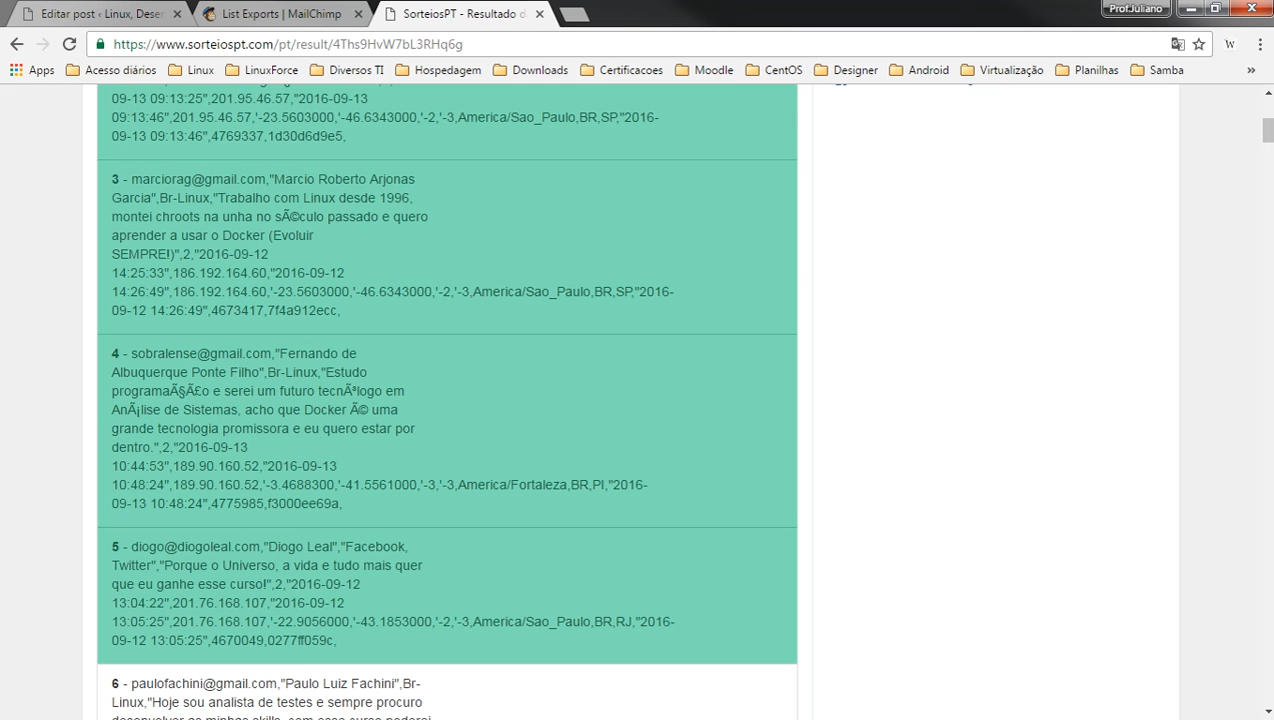 Prof.Juliano
Editar post ‹ Linux, Deser
List Exports | MailChimp
SorteiosPT - Resultado d
https://www.sorteiospt.com/pt/result/4Ths9HvW7bL3RHq6g
Apps Acesso diários Linux LinuxForce Diversos TI Hospedagem Downloads Certificacoes Moodle CentOS Designer Android Virtualização Planilhas Samba »
09-13 09:13:25",201.95.46.57,"2016-09-13
09:13:46",201.95.46.57,'-23.5603000,'-46.6343000,'-2,'-3,America/Sao_Paulo,BR,SP,"2016-
09-13 09:13:46",4769337,1d30d6d9e5,
3 - marciorag@gmail.com,"Marcio Roberto Arjonas
Garcia",Br-Linux,"Trabalho com Linux desde 1996,
montei chroots na unha no sÃ©culo passado e quero
aprender a usar o Docker (Evoluir
SEMPRE!)",2,"2016-09-12
14:25:33",186.192.164.60,"2016-09-12
14:26:49",186.192.164.60,'-23.5603000,'-46.6343000,'-2,'-3,America/Sao_Paulo,BR,SP,"2016-
09-12 14:26:49",4673417,7f4a912ecc,
4 - sobralense@gmail.com,"Fernando de
Albuquerque Ponte Filho",Br-Linux,"Estudo
programaÃ§Ã£o e serei um futuro tecnÃ³logo em
AnÃ¡lise de Sistemas, acho que Docker Ã© uma
grande tecnologia promissora e eu quero estar por
dentro.",2,"2016-09-13
10:44:53",189.90.160.52,"2016-09-13
10:48:24",189.90.160.52,'-3.4688300,'-41.5561000,'-3,'-3,America/Fortaleza,BR,PI,"2016-
09-13 10:48:24",4775985,f3000ee69a,
5 - diogo@diogoleal.com,"Diogo Leal","Facebook,
Twitter","Porque o Universo, a vida e tudo mais quer
que eu ganhe esse curso!",2,"2016-09-12
13:04:22",201.76.168.107,"2016-09-12
13:05:25",201.76.168.107,'-22.9056000,'-43.1853000,'-2,'-3,America/Sao_Paulo,BR,RJ,"2016-
09-12 13:05:25",4670049,0277ff059c,
6 - paulofachini@gmail.com,"Paulo Luiz Fachini",Br-
Linux,"Hoje sou analista de testes e sempre procuro
desenvolver as minhas skills, com esse curso poderei